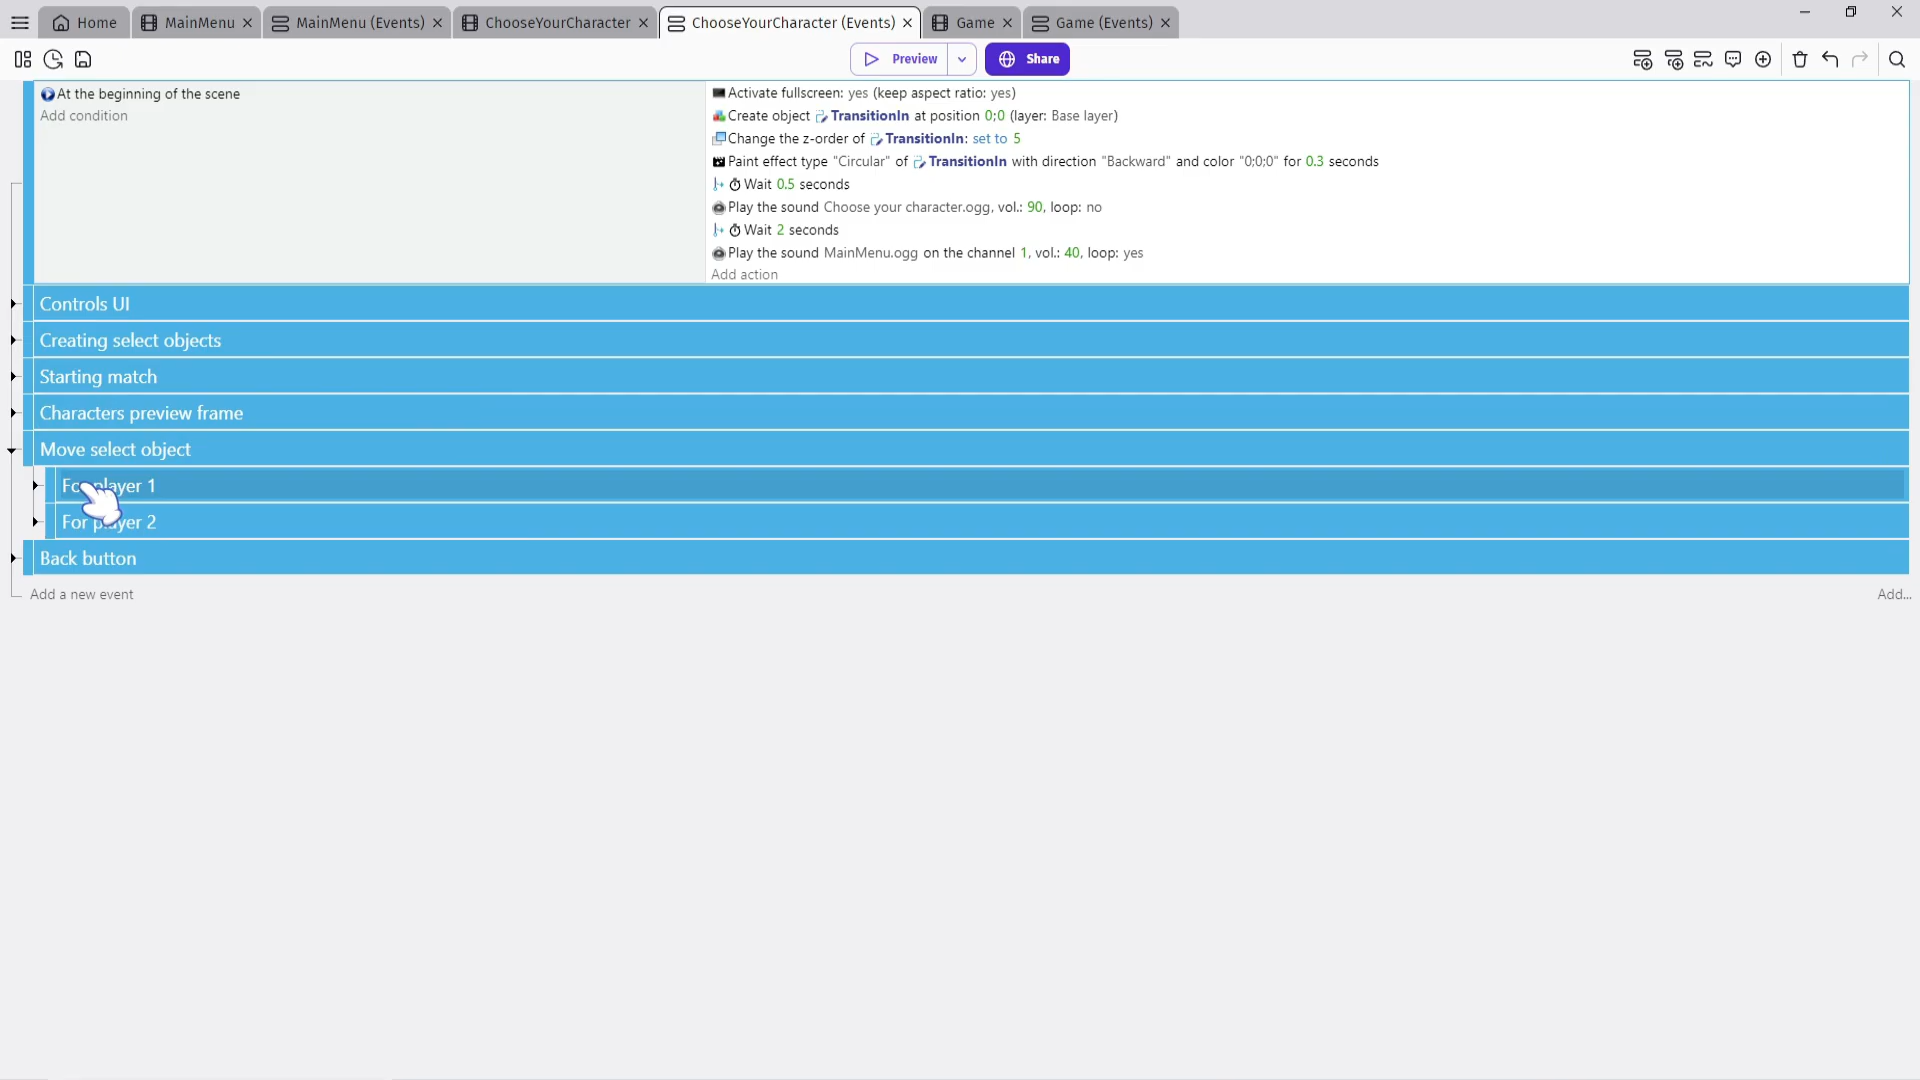 Home MainMenu MainMenu (Events) ChooseYourCharacter ChooseYourCharacter (Events) Game Game (Events)
Preview Share
At the beginning of the scene
Add condition
Activate fullscreen: yes (keep aspect ratio: yes)
Create object TransitionIn at position 0;0 (layer: Base layer)
Change the z-order of TransitionIn: set to 5
Paint effect type "Circular" of TransitionIn with direction "Backward" and color "0;0;0" for 0.3 seconds
Wait 0.5 seconds
Play the sound Choose your character.ogg, vol.: 90, loop: no
Wait 2 seconds
Play the sound MainMenu.ogg on the channel 1, vol.: 40, loop: yes
Add action
Controls UI
Creating select objects
Starting match
Characters preview frame
Move select object
For player 1
For player 2
Back button
Add a new event Add...